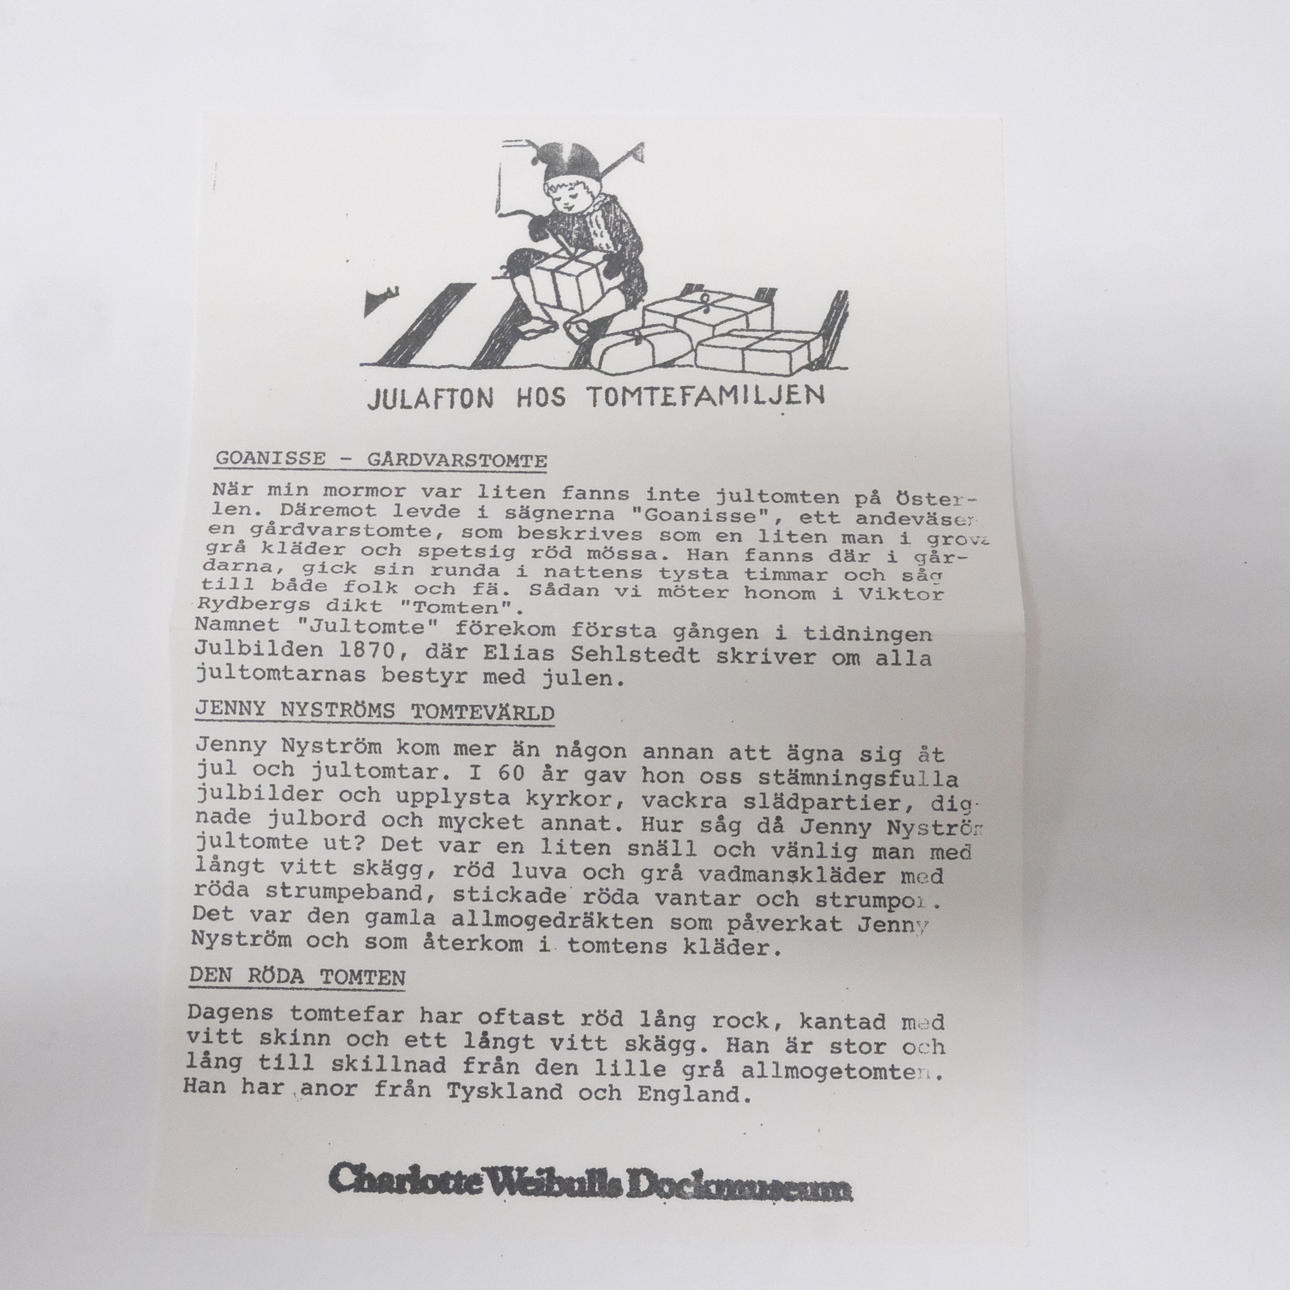 JULAFTON HOS TOMTEFAMILJEN
GOANISSE - GÅRDVARSTOMTE
När min mormor var liten fanns inte jultomten på Öster-
len. Däremot levde i sägnerna "Goanisse", ett andeväsen
en gårdvarstomte, som beskrives som en liten man i grova
grå kläder och spetsig röd mössa. Han fanns där i går-
darna, gick sin runda i nattens tysta timmar och såg
till både folk och fä. Sådan vi möter honom i Viktor
Rydbergs dikt "Tomten".
Namnet "Jultomte" förekom första gången i tidningen
Julbilden 1870, där Elias Sehlstedt skriver om alla
jultomtarnas bestyr med julen.
JENNY NYSTRÖMS TOMTEVÄRLD
Jenny Nyström kom mer än någon annan att ägna sig åt
jul och jultomtar. I 60 år gav hon oss stämningsfulla
julbilder och upplysta kyrkor, vackra slädpartier, dig-
nade julbord och mycket annat. Hur såg då Jenny Nyström
jultomte ut? Det var en liten snäll och vänlig man med
långt vitt skägg, röd luva och grå vadmanskläder med
röda strumpeband, stickade röda vantar och strumpor.
Det var den gamla allmogedräkten som påverkat Jenny
Nyström och som återkom i tomtens kläder.
DEN RÖDA TOMTEN
Dagens tomtefar har oftast röd lång rock, kantad med
vitt skinn och ett långt vitt skägg. Han är stor och
lång till skillnad från den lille grå allmogetomten.
Han har anor från Tyskland och England.
Charlotte Weibulls Dockmuseum